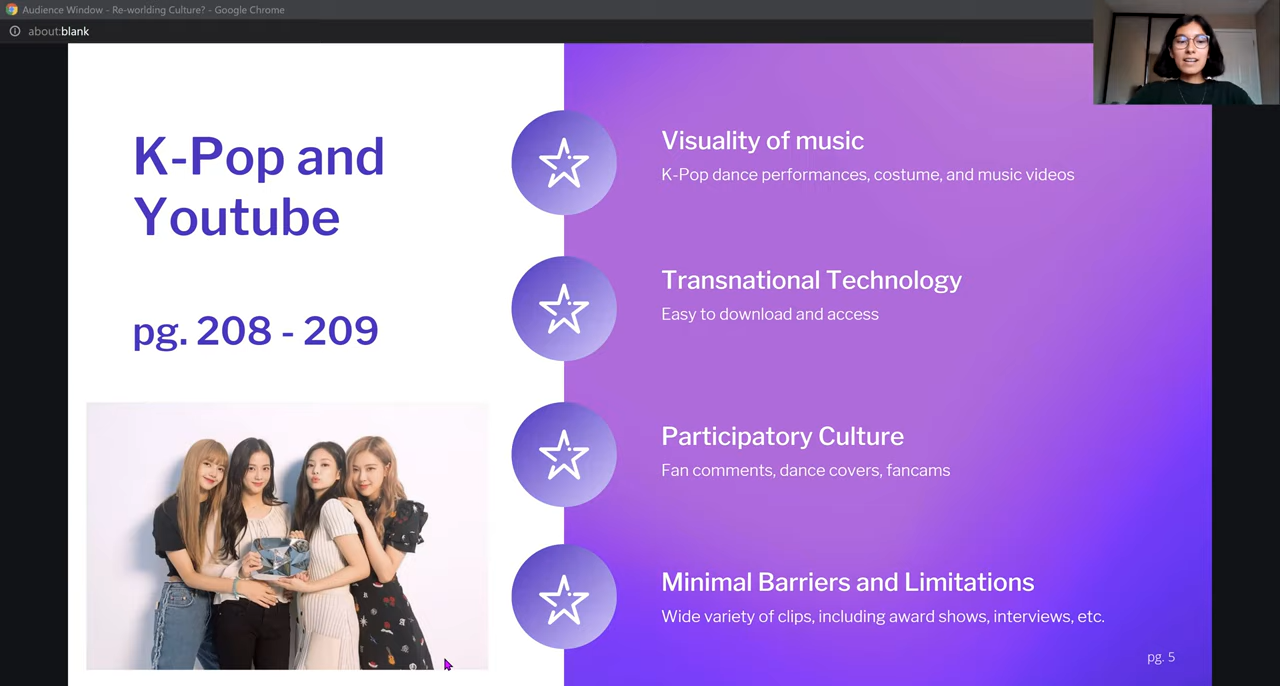 Audience Window - Re-worlding Culture? - Google Chrome
about:blank
K-Pop and
Youtube
pg. 208 - 209
Visuality of music
K-Pop dance performances, costume, and music videos
Transnational Technology
Easy to download and access
Participatory Culture
Fan comments, dance covers, fancams
Minimal Barriers and Limitations
Wide variety of clips, including award shows, interviews, etc.
pg. 5